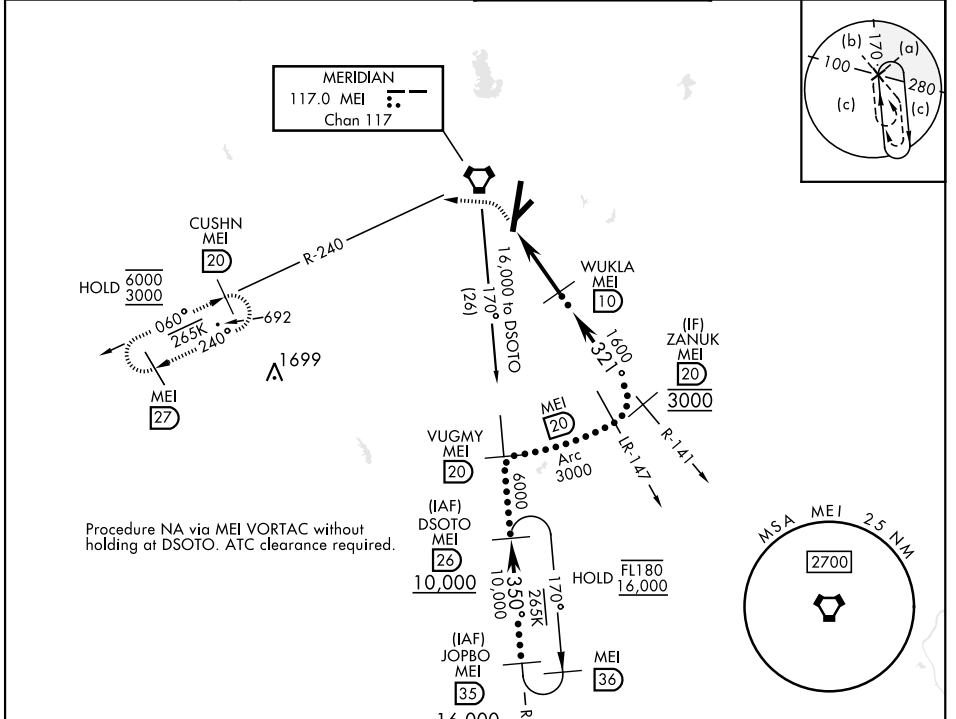 MERIDIAN
117.0 MEI
Chan 117
(b)
170
(a)
100
280
(c)
(c)
CUSHN
MEI
20
R-240
HOLD 6000
3000
060°
265K
240°
692
1699
MEI
27
16,000 to DSOTO
170°
(26)
WUKLA
MEI
10
1600
321°
(IF)
ZANUK
MEI
20
3000
MEI
20
Arc
3000
LR-147
R-141
VUGMY
MEI
20
6000
(IAF)
DSOTO
MEI
26
10,000
Procedure NA via MEI VORTAC without
holding at DSOTO. ATC clearance required.
350°
10,000
265K
170°
HOLD FL180
16,000
(IAF)
JOPBO
MEI
35
16,000
R
MEI
36
MSA MEI 25 NM
2700